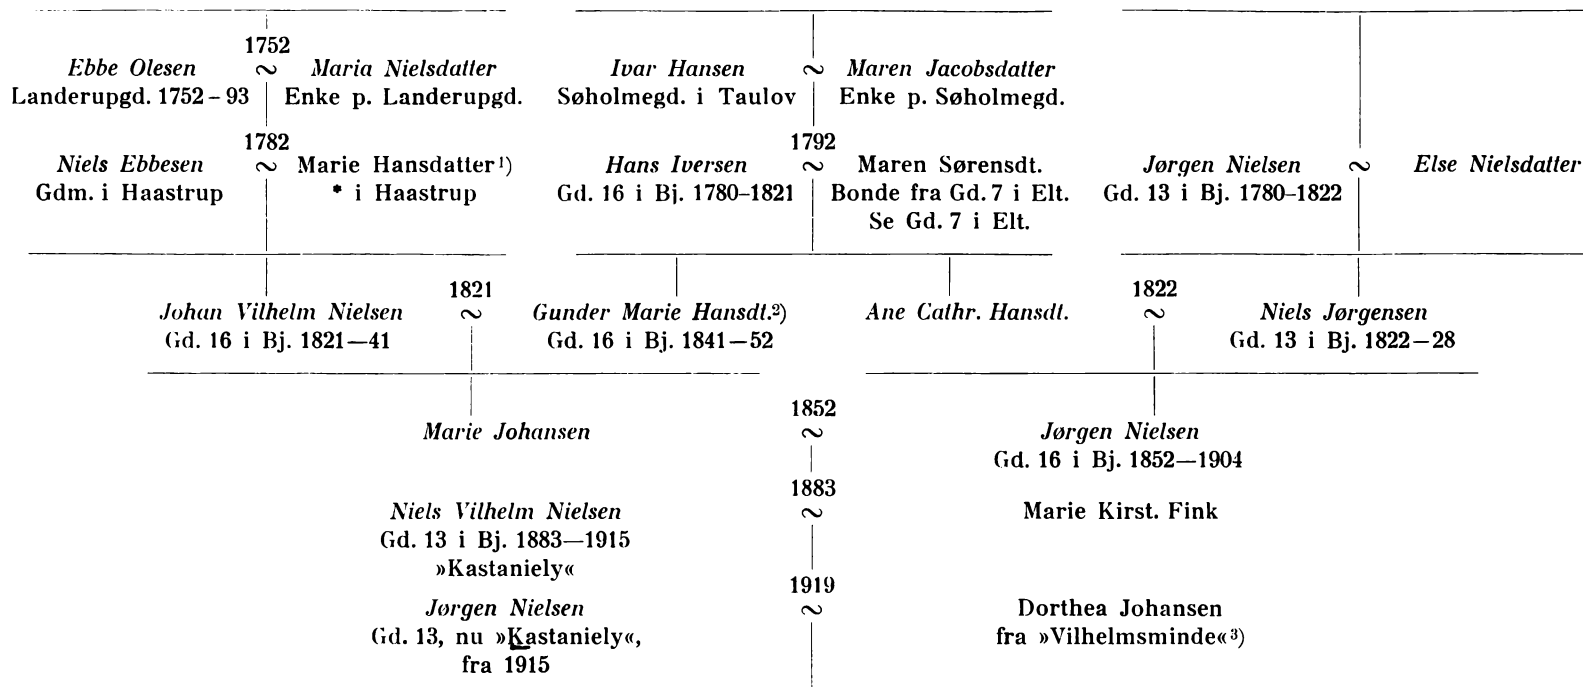 1752
Ebbe Olesen ~ Maria Nielsdatter Ivar Hansen ~ Maren Jacobsdatter
Landerupgd. 1752–93 Enke p. Landerupgd. Søholmegd. i Taulov Enke p. Søholmegd.
1782 1792
Niels Ebbesen ~ Marie Hansdatter¹) Hans Iversen ~ Maren Sørensdt. Jørgen Nielsen ~ Else Nielsdatter
Gdm. i Haastrup * i Haastrup Gd. 16 i Bj. 1780–1821 Bonde fra Gd. 7 i Elt. Gd. 13 i Bj. 1780–1822
Se Gd. 7 i Elt.
1821 1822
Johan Vilhelm Nielsen ~ Gunder Marie Hansdt.²) Ane Cathr. Hansdt. ~ Niels Jørgensen
Gd. 16 i Bj. 1821—41 Gd. 16 i Bj. 1841—52 Gd. 13 i Bj. 1822—28
1852
Marie Johansen ~ Jørgen Nielsen
Gd. 16 i Bj. 1852—1904
1883
Niels Vilhelm Nielsen ~ Marie Kirst. Fink
Gd. 13 i Bj. 1883—1915
»Kastaniely«
1919
Jørgen Nielsen ~ Dorthea Johansen
Gd. 13, nu »Kastaniely«, fra »Vilhelmsminde«³)
fra 1915